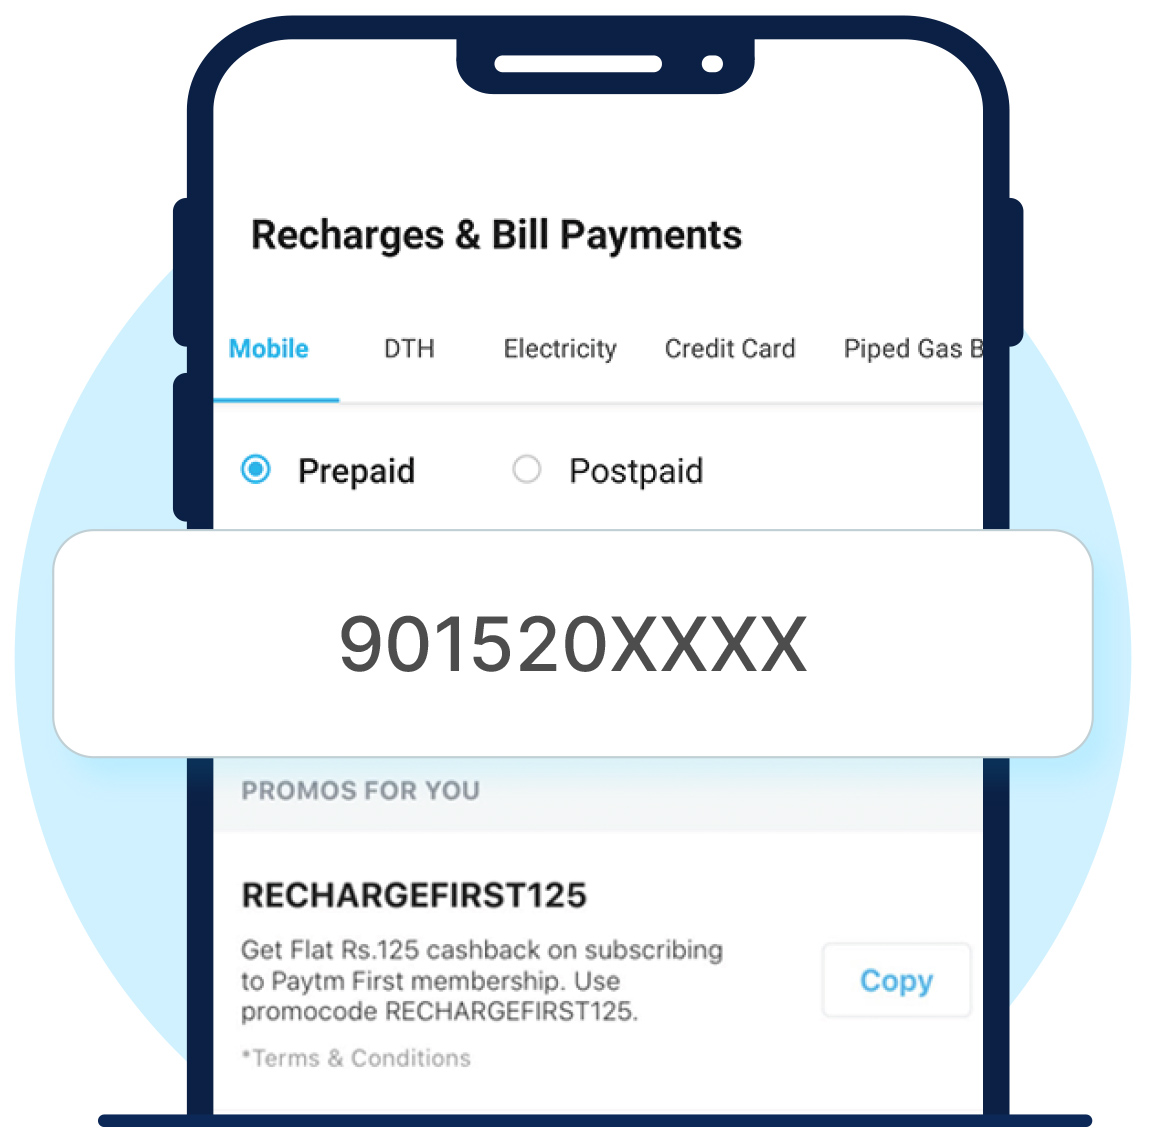 Recharges & Bill Payments
Mobile DTH Electricity Credit Card Piped Gas B
Prepaid Postpaid
901520XXXX
PROMOS FOR YOU
RECHARGEFIRST125
Get Flat Rs.125 cashback on subscribing
to Paytm First membership. Use
promocode RECHARGEFIRST125.
Copy
*Terms & Conditions